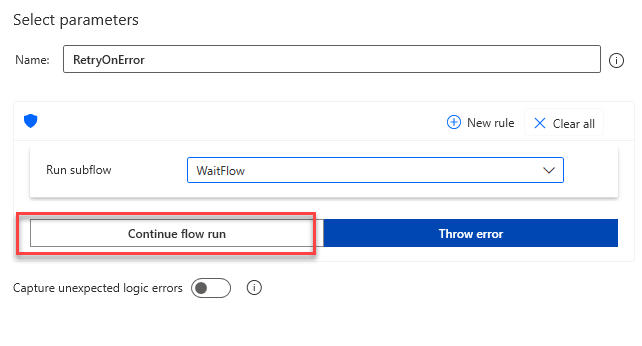 Select parameters
Name: RetryOnError
New rule Clear all
Run subflow WaitFlow
Continue flow run Throw error
Capture unexpected logic errors